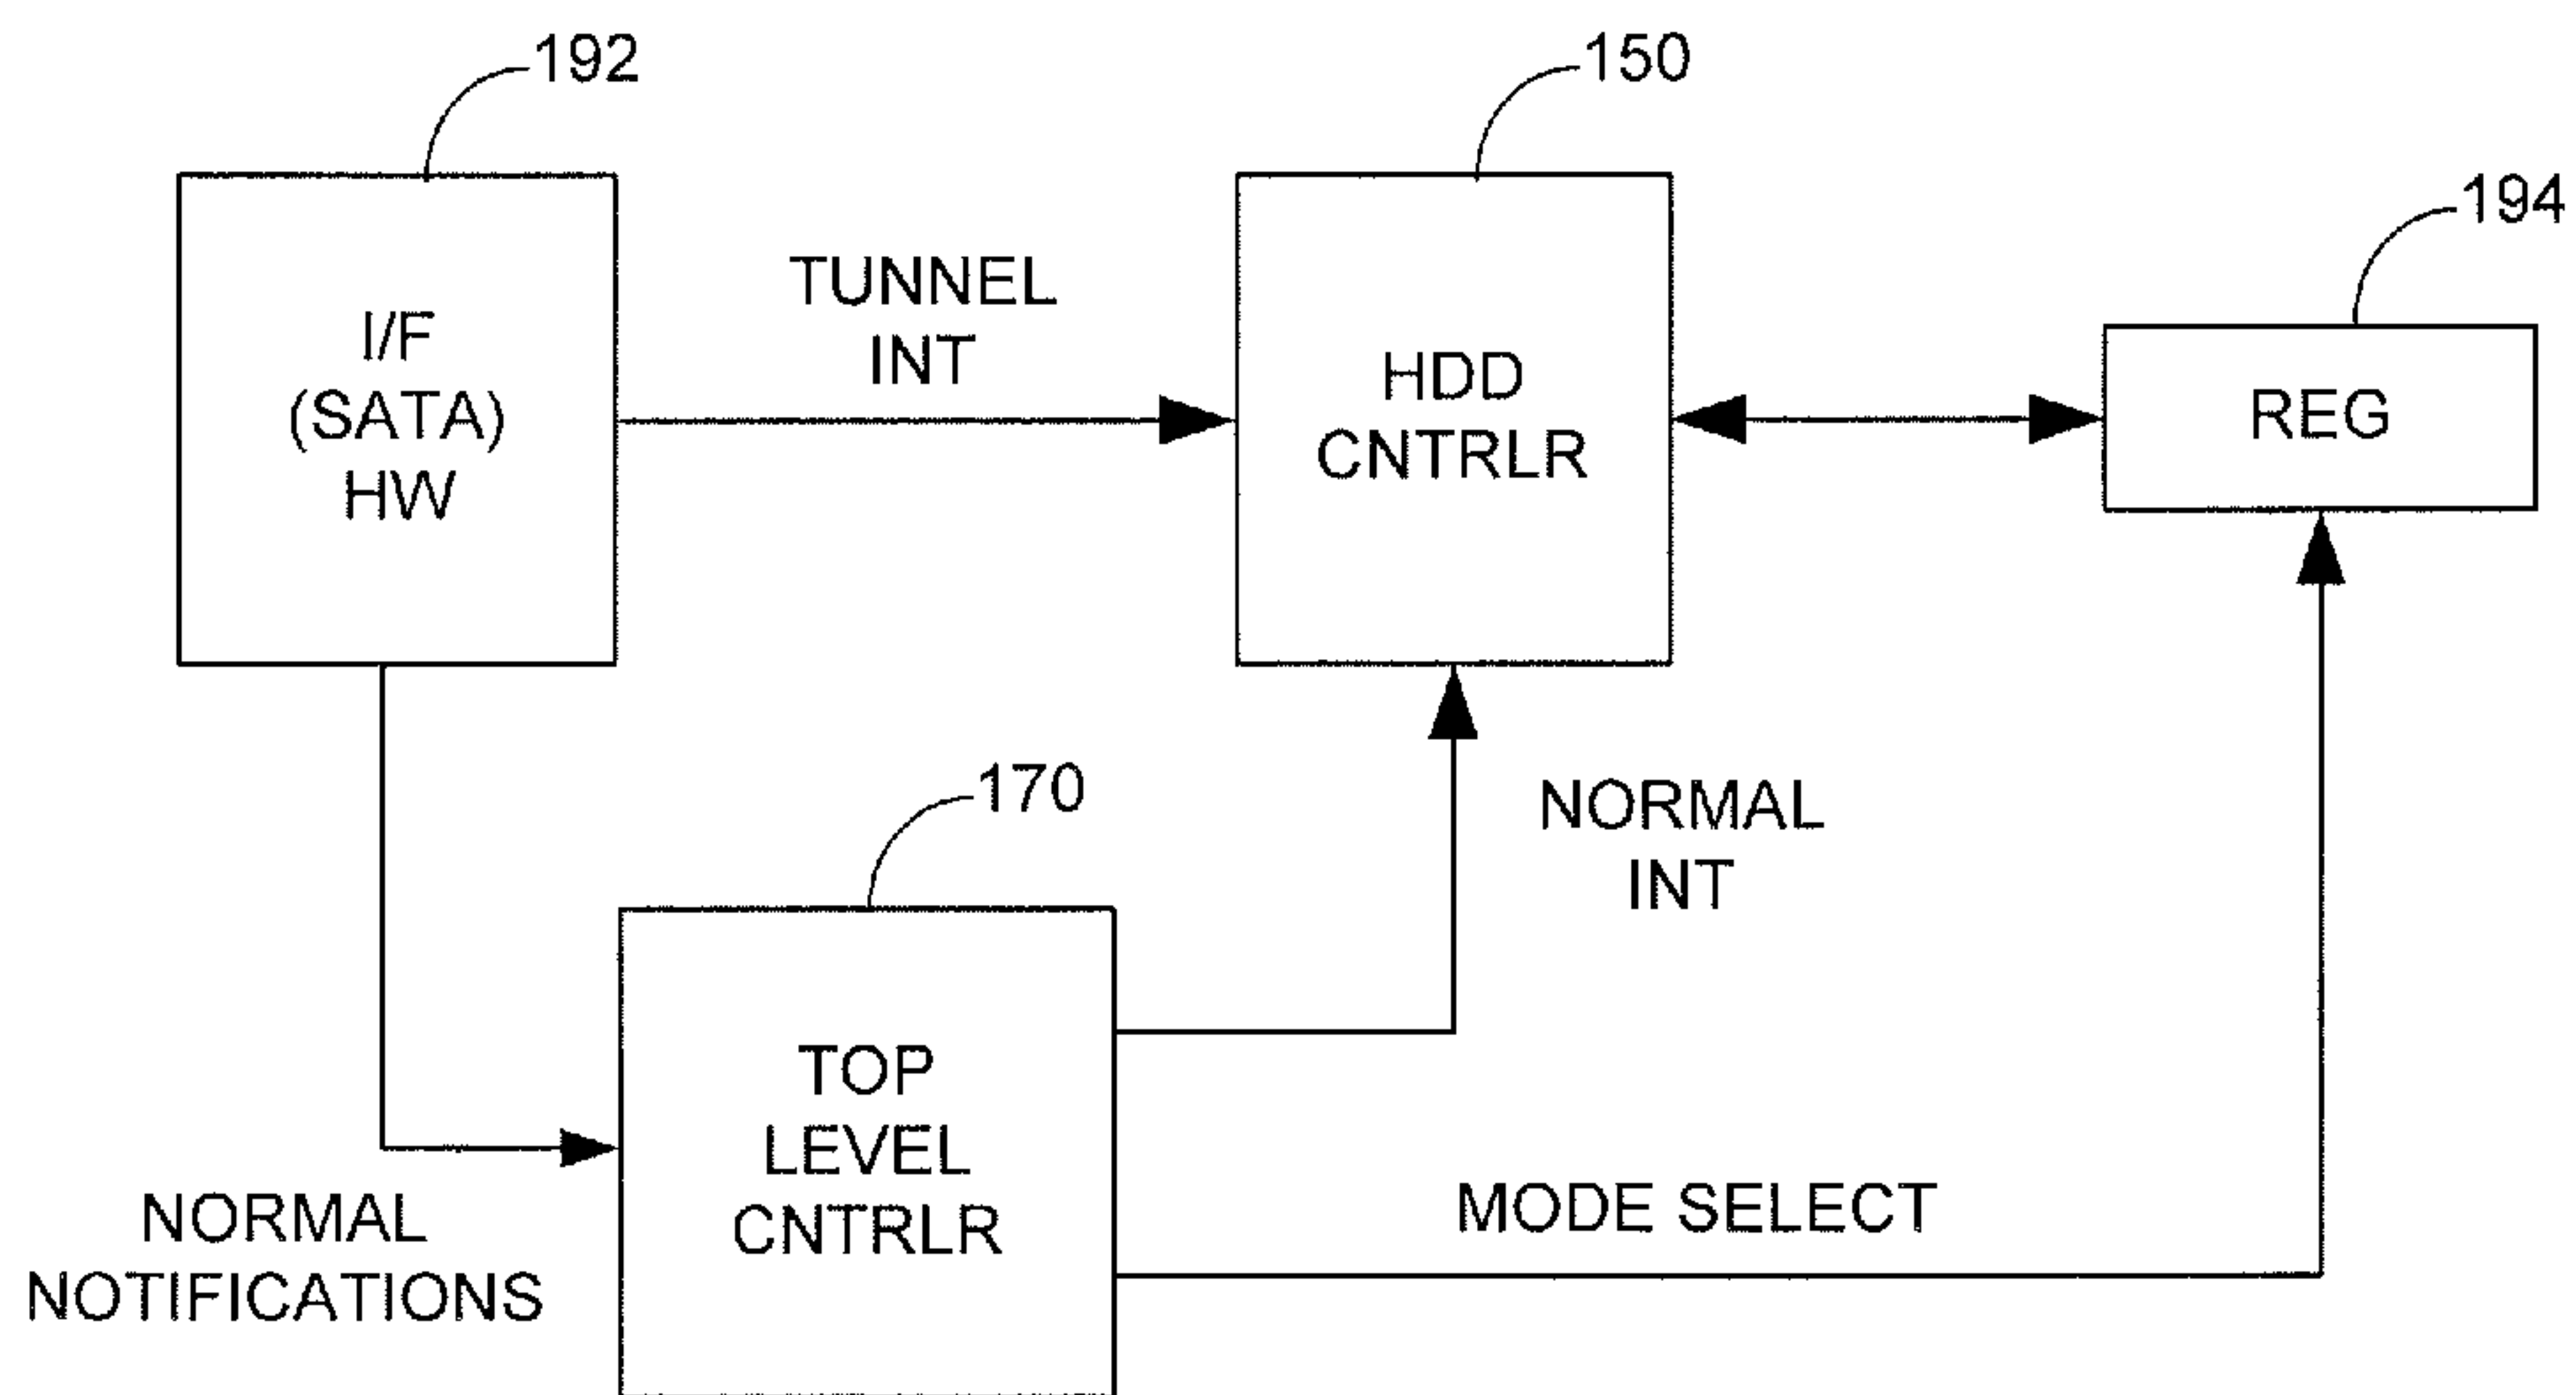 192
150
194
I/F
(SATA)
HW
TUNNEL
INT
HDD
CNTRLR
REG
170
NORMAL
INT
TOP
LEVEL
CNTRLR
NORMAL
NOTIFICATIONS
MODE SELECT